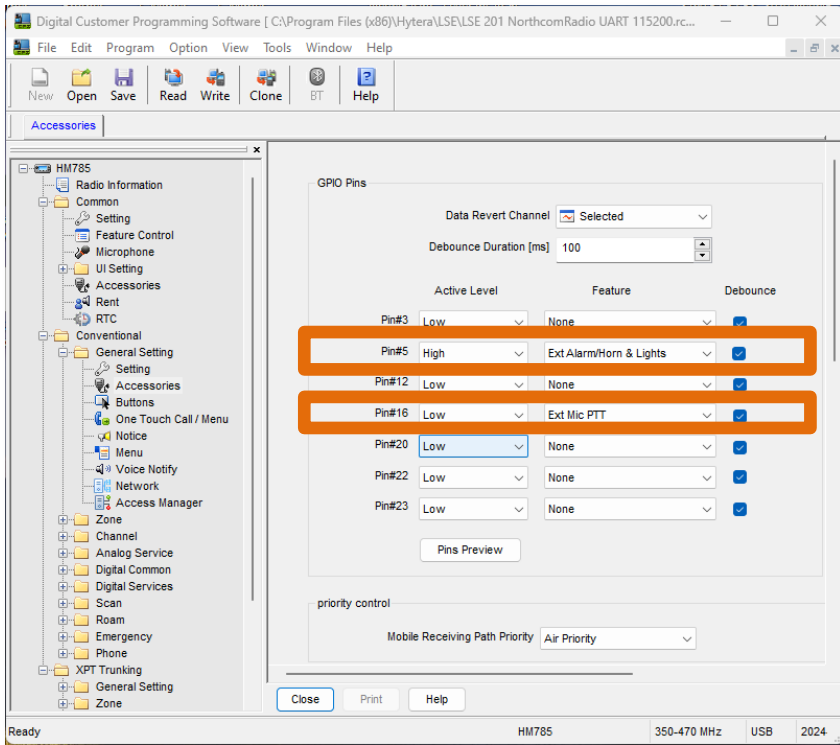 Digital Customer Programming Software [ C:\Program Files (x86)\Hytera\LSE\LSE 201 NorthcomRadio UART 115200.rc...
File Edit Program Option View Tools Window Help
New Open Save Read Write Clone BT Help
Accessories
HM785
Radio Information
Common
Setting
Feature Control
Microphone
UI Setting
Accessories
Rent
RTC
Conventional
General Setting
Setting
Accessories
Buttons
One Touch Call / Menu
Notice
Menu
Voice Notify
Network
Access Manager
Zone
Channel
Analog Service
Digital Common
Digital Services
Scan
Roam
Emergency
Phone
XPT Trunking
General Setting
Zone
GPIO Pins
Data Revert Channel Selected
Debounce Duration [ms] 100
Active Level Feature Debounce
Pin#3 Low None
Pin#5 High Ext Alarm/Horn & Lights
Pin#12 Low None
Pin#16 Low Ext Mic PTT
Pin#20 Low None
Pin#22 Low None
Pin#23 Low None
Pins Preview
priority control
Mobile Receiving Path Priority Air Priority
Close Print Help
Ready HM785 350-470 MHz USB 2024